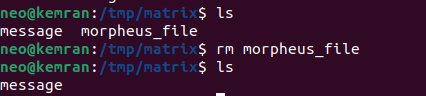 neo@kemran:/tmp/matrix$ ls
message  morpheus_file
neo@kemran:/tmp/matrix$ rm morpheus_file
neo@kemran:/tmp/matrix$ ls
message